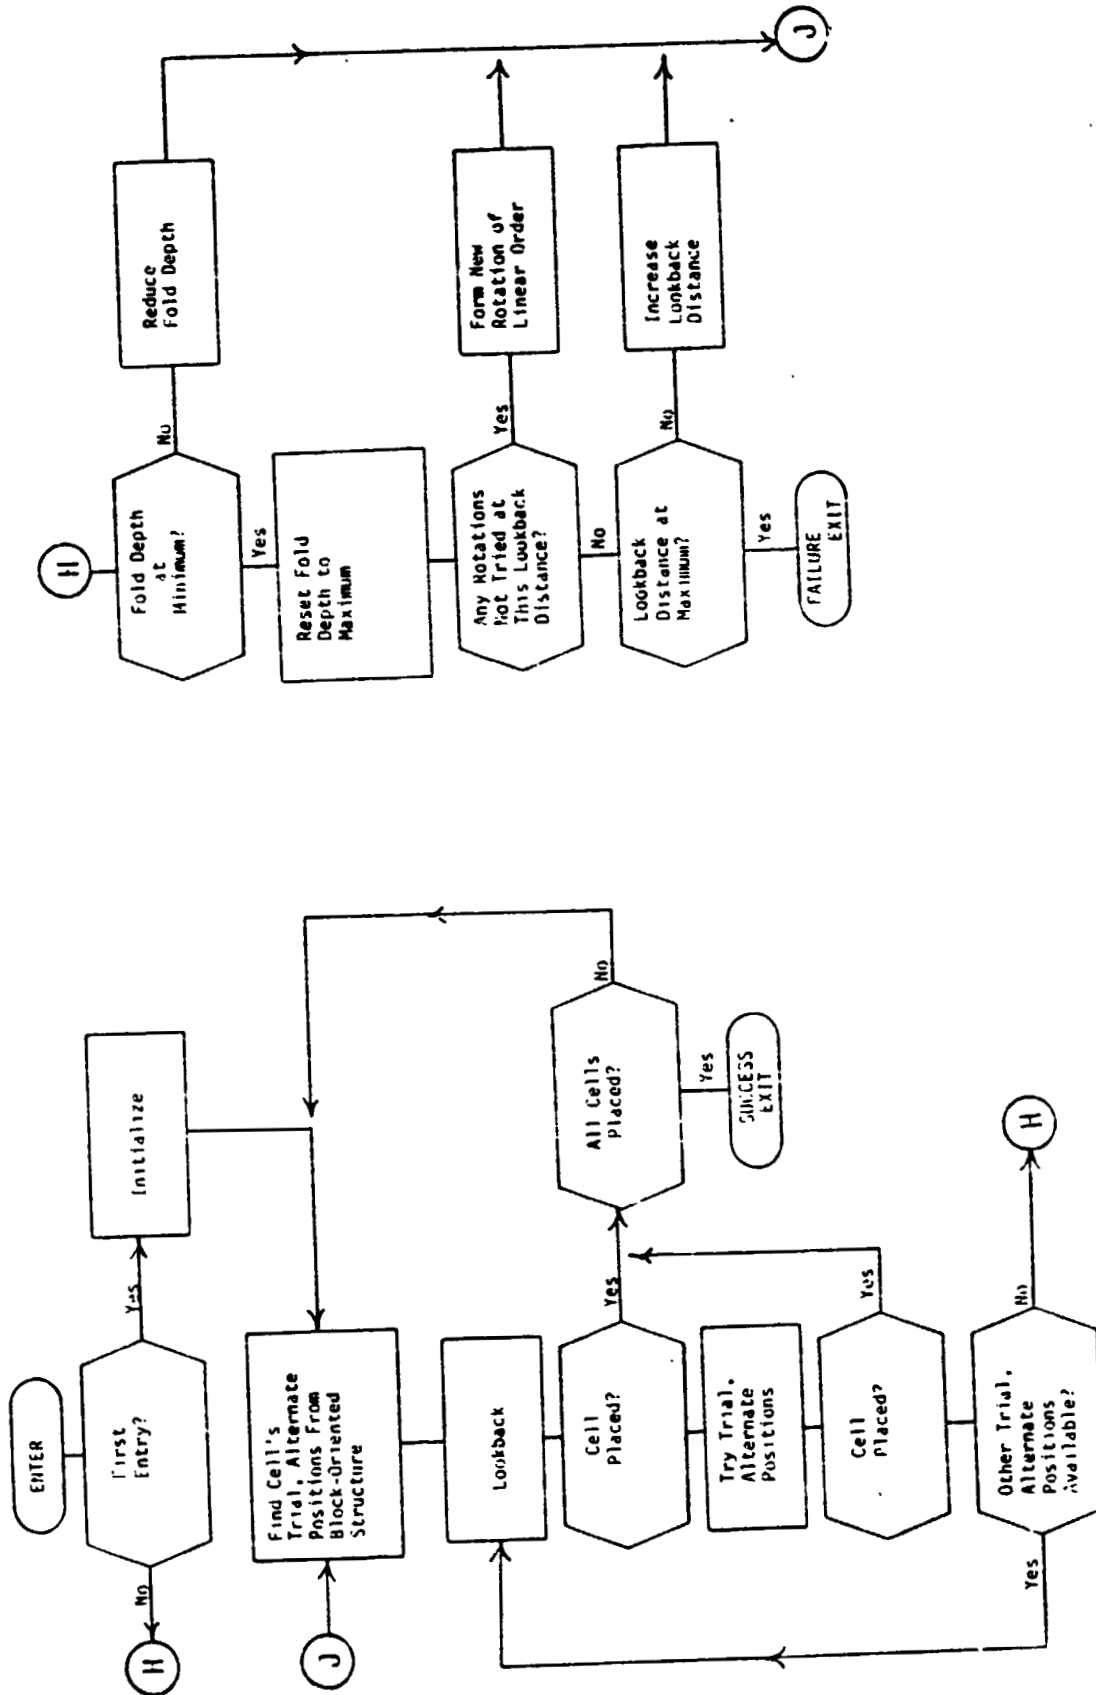 ENTER
First
Entry?
Yes
No
H
Initialize
J
Find Cell's
Trial, Alternate
Positions From
Block-Oriented
Structure
Lookback
Cell
Placed?
Yes
All Cells
Placed?
No
Yes
SUCCESS
EXIT
Try Trial,
Alternate
Positions
Cell
Placed?
Yes
Other Trial,
Alternate
Positions
Available?
Yes
No
H
H
Fold Depth
at
Minimum?
No
Reduce
Fold Depth
Yes
Reset Fold
Depth to
Maximum
Any Rotations
Not Tried at
This Lookback
Distance?
Yes
Form New
Rotation of
Linear Order
No
Lookback
Distance at
Maximum?
No
Increase
Lookback
Distance
Yes
FAILURE
EXIT
J